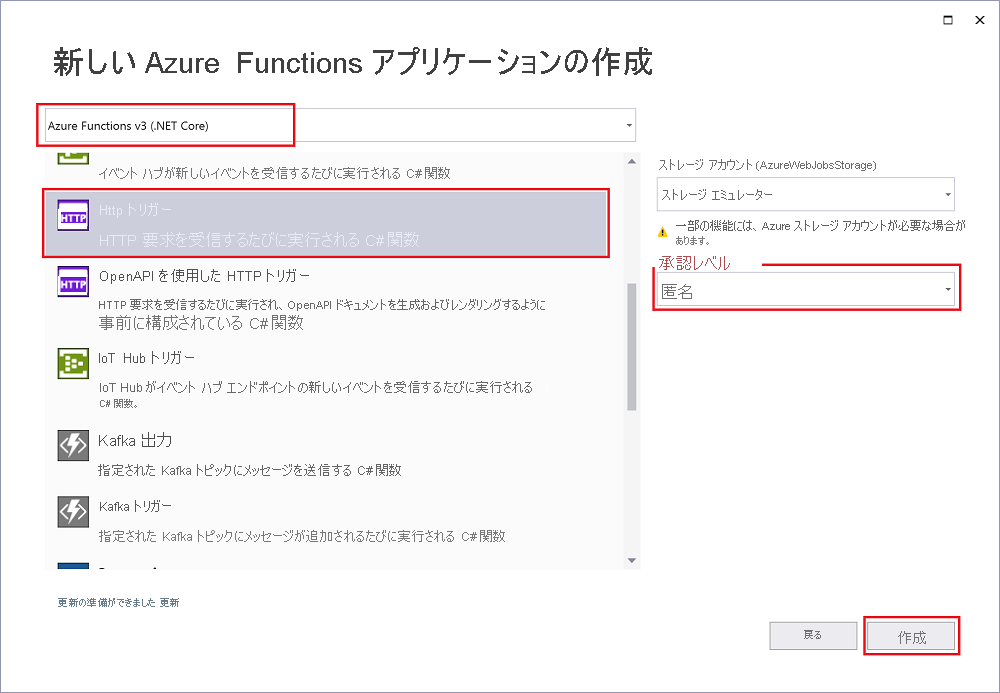 新しい Azure Functions アプリケーションの作成
Azure Functions v3 (.NET Core)
イベント ハブが新しいイベントを受信するたびに実行される C# 関数
Http トリガー
HTTP 要求を受信するたびに実行される C# 関数
OpenAPI を使用した HTTP トリガー
HTTP 要求を受信するたびに実行され、OpenAPI ドキュメントを生成およびレンダリングするように
事前に構成されている C# 関数
IoT Hub トリガー
IoT Hub がイベント ハブ エンドポイントの新しいイベントを受信するたびに実行される
C# 関数。
Kafka 出力
指定された Kafka トピックにメッセージを送信する C# 関数
Kafka トリガー
指定された Kafka トピックにメッセージが追加されるたびに実行される C# 関数
ストレージ アカウント (AzureWebJobsStorage)
ストレージ エミュレーター
一部の機能には、Azure ストレージ アカウントが必要な場合が
あります。
承認レベル
匿名
更新の準備ができました 更新
戻る
作成
HTTP
HTTP